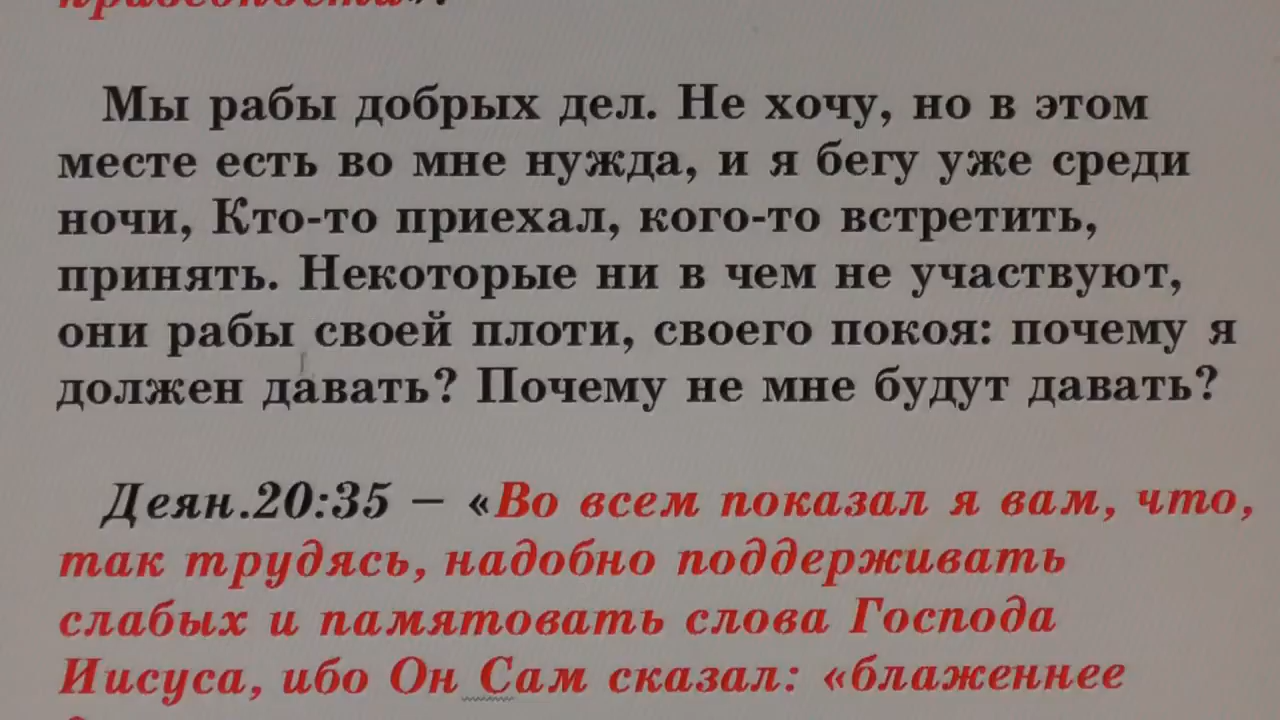 Мы рабы добрых дел. Не хочу, но в этом
месте есть во мне нужда, и я бегу уже среди
ночи, Кто-то приехал, кого-то встретить,
принять. Некоторые ни в чем не участвуют,
они рабы своей плоти, своего покоя: почему я
должен давать? Почему не мне будут давать?
Деян.20:35 – «Во всем показал я вам, что,
так трудясь, надобно поддерживать
слабых и памятовать слова Господа
Иисуса, ибо Он Сам сказал: «блаженнее